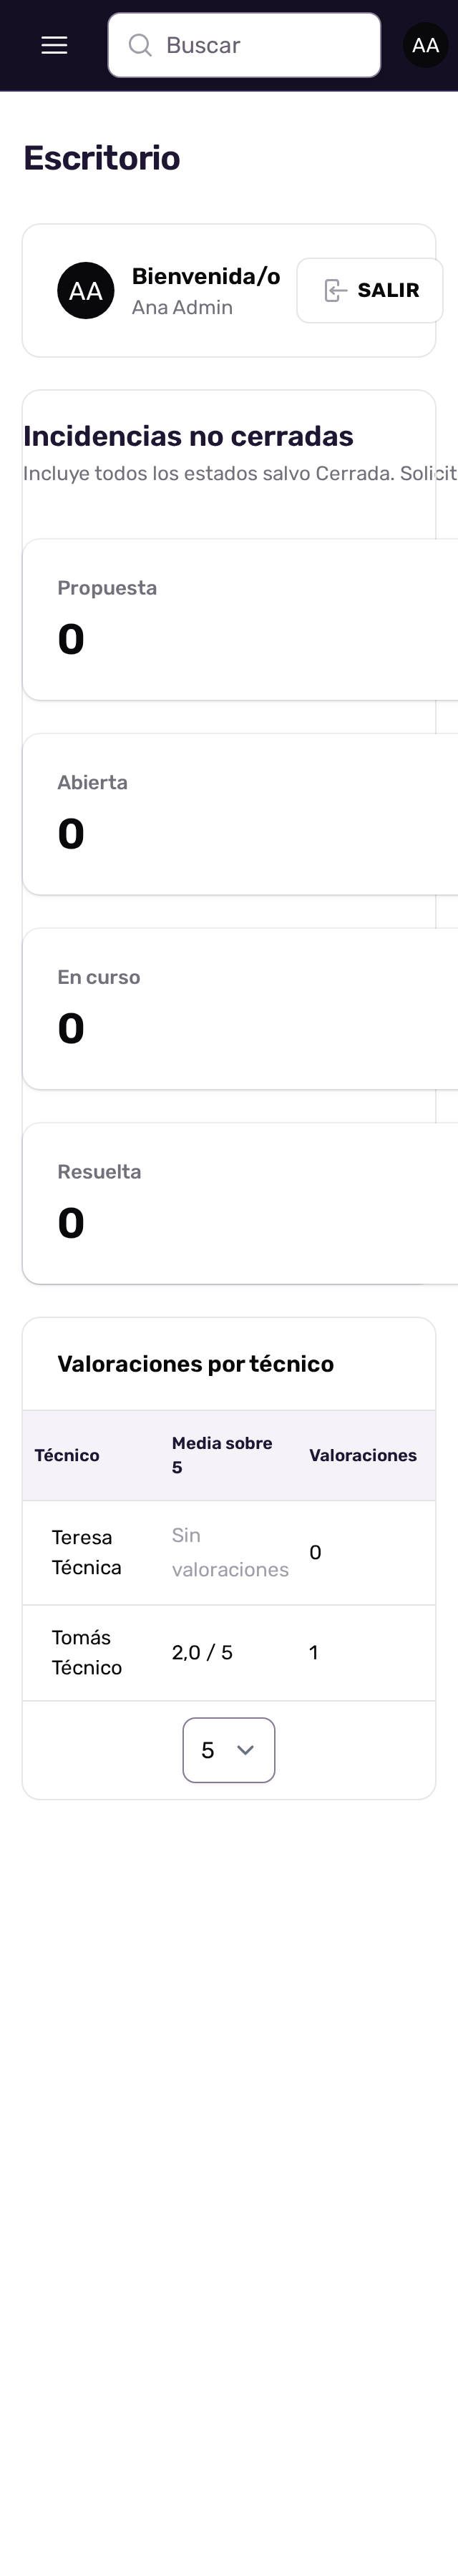 Buscar
AA
Escritorio
AA
Bienvenida/o
Ana Admin
SALIR
Incidencias no cerradas
Incluye todos los estados salvo Cerrada. Solicit
Propuesta
0
Abierta
0
En curso
0
Resuelta
0
Valoraciones por técnico
Técnico
Media sobre
5
Valoraciones
Teresa
Técnica
Sin
valoraciones
0
Tomás
Técnico
2,0 / 5
1
5